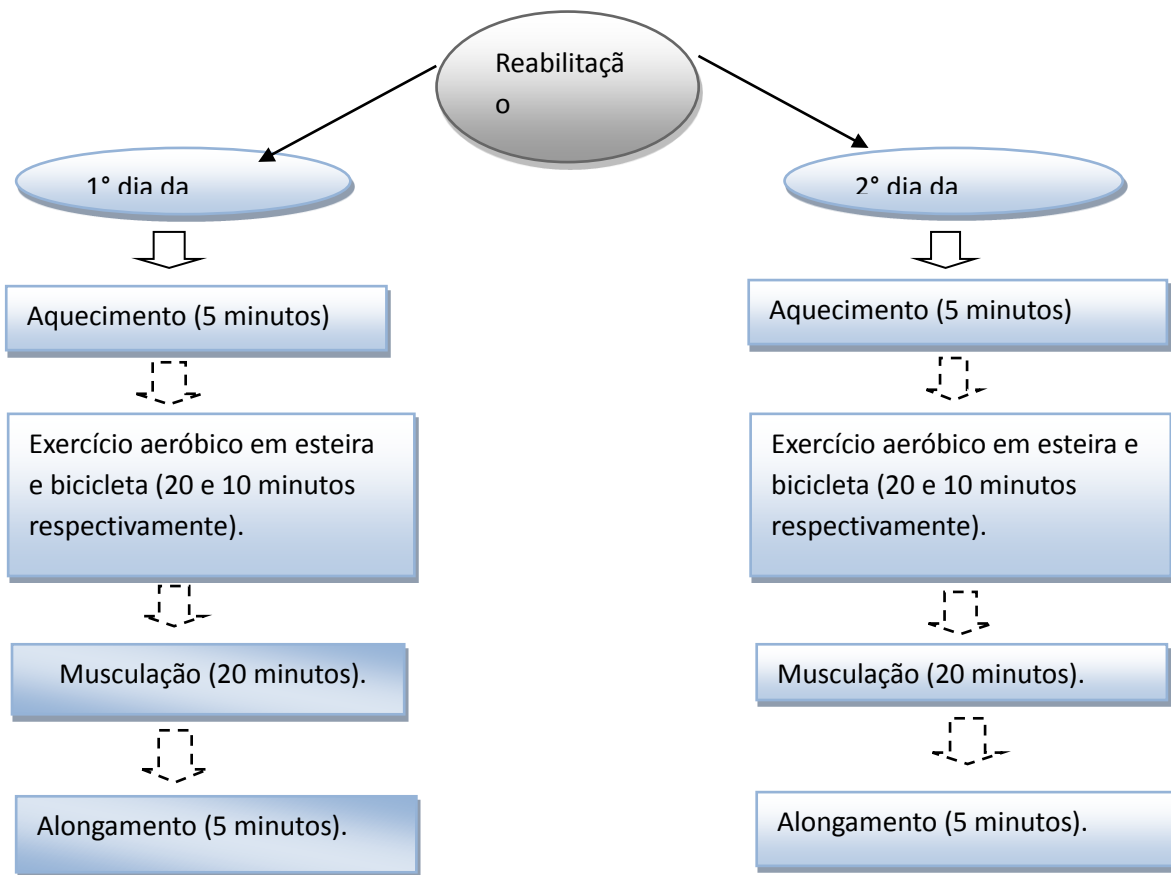 Reabilitaçã
o
1° dia da
2° dia da
Aquecimento (5 minutos)
Aquecimento (5 minutos)
Exercício aeróbico em esteira
e bicicleta (20 e 10 minutos
respectivamente).
Exercício aeróbico em esteira e
bicicleta (20 e 10 minutos
respectivamente).
Musculação (20 minutos).
Musculação (20 minutos).
Alongamento (5 minutos).
Alongamento (5 minutos).